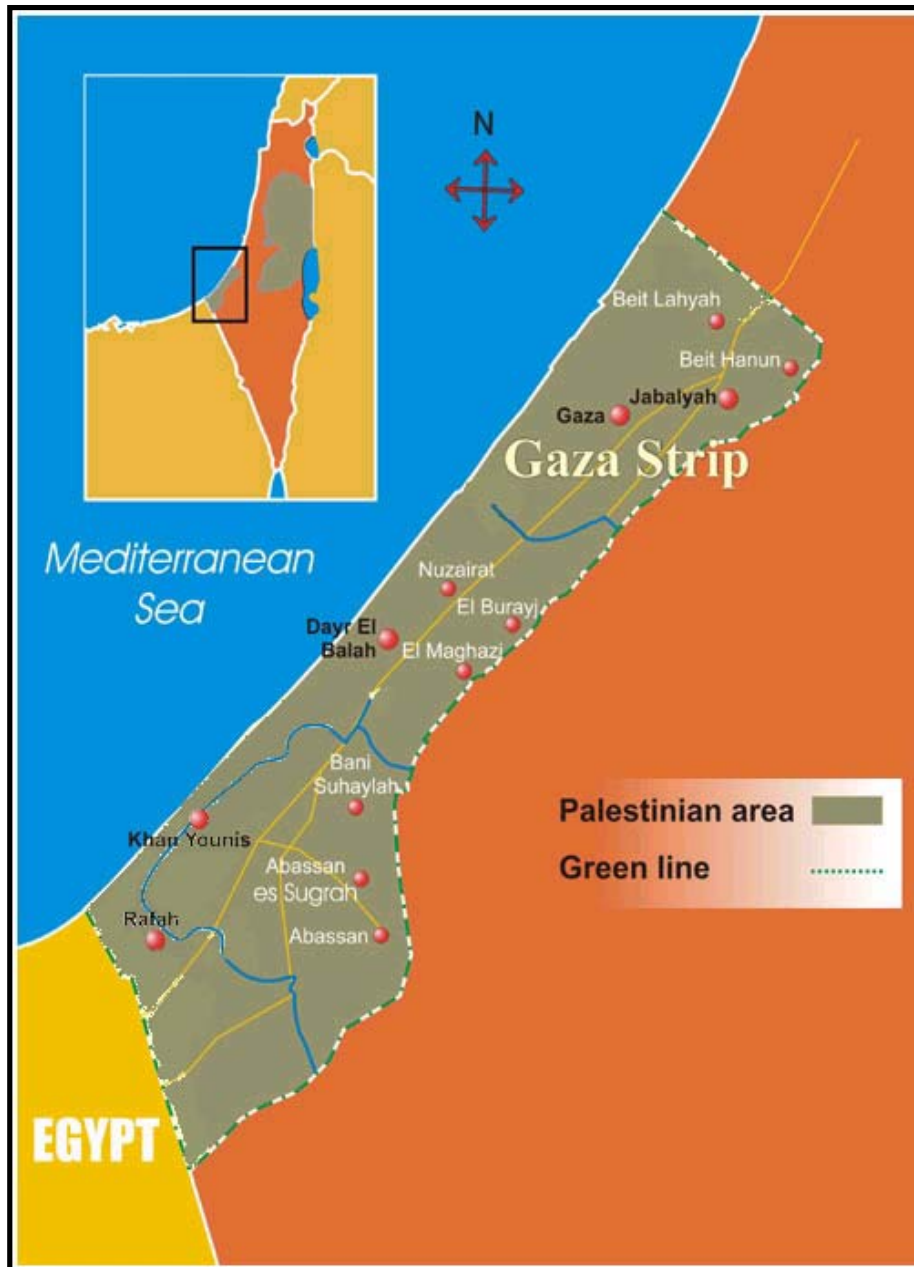 N
Beit Lahyah
Beit Hanun
Jabalyah
Gaza
Gaza Strip
Mediterranean
Sea
Nuzairat
El Burayj
Dayr El
Balah
El Maghazi
Bani
Suhaylah
Palestinian area
Khan Younis
Green line
Abassan
es Sugrah
Rafah
Abassan
EGYPT